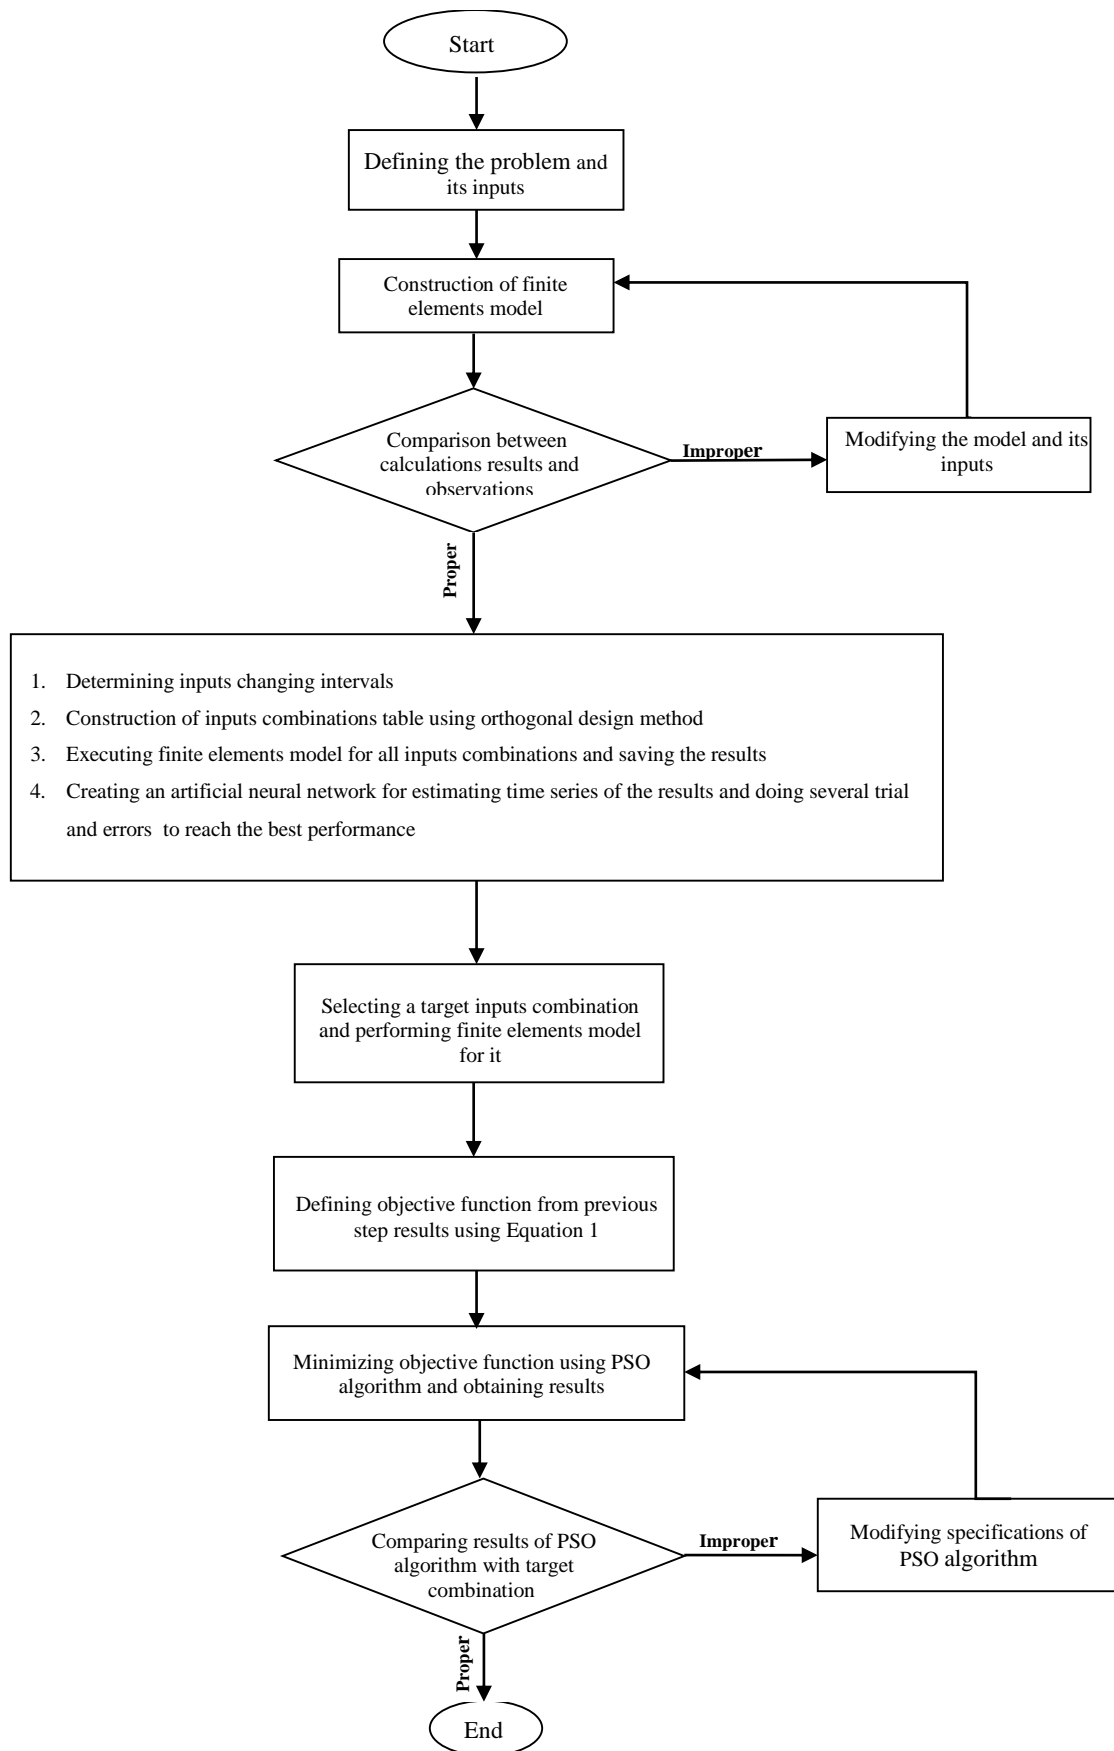 Start
Defining the problem and
its inputs
Construction of finite
elements model
Comparison between
calculations results and
observations
Improper
Modifying the model and its
inputs
Proper
1. Determining inputs changing intervals
2. Construction of inputs combinations table using orthogonal design method
3. Executing finite elements model for all inputs combinations and saving the results
4. Creating an artificial neural network for estimating time series of the results and doing several trial
and errors to reach the best performance
Selecting a target inputs combination
and performing finite elements model
for it
Defining objective function from previous
step results using Equation 1
Minimizing objective function using PSO
algorithm and obtaining results
Comparing results of PSO
algorithm with target
combination
Improper
Modifying specifications of
PSO algorithm
Proper
End